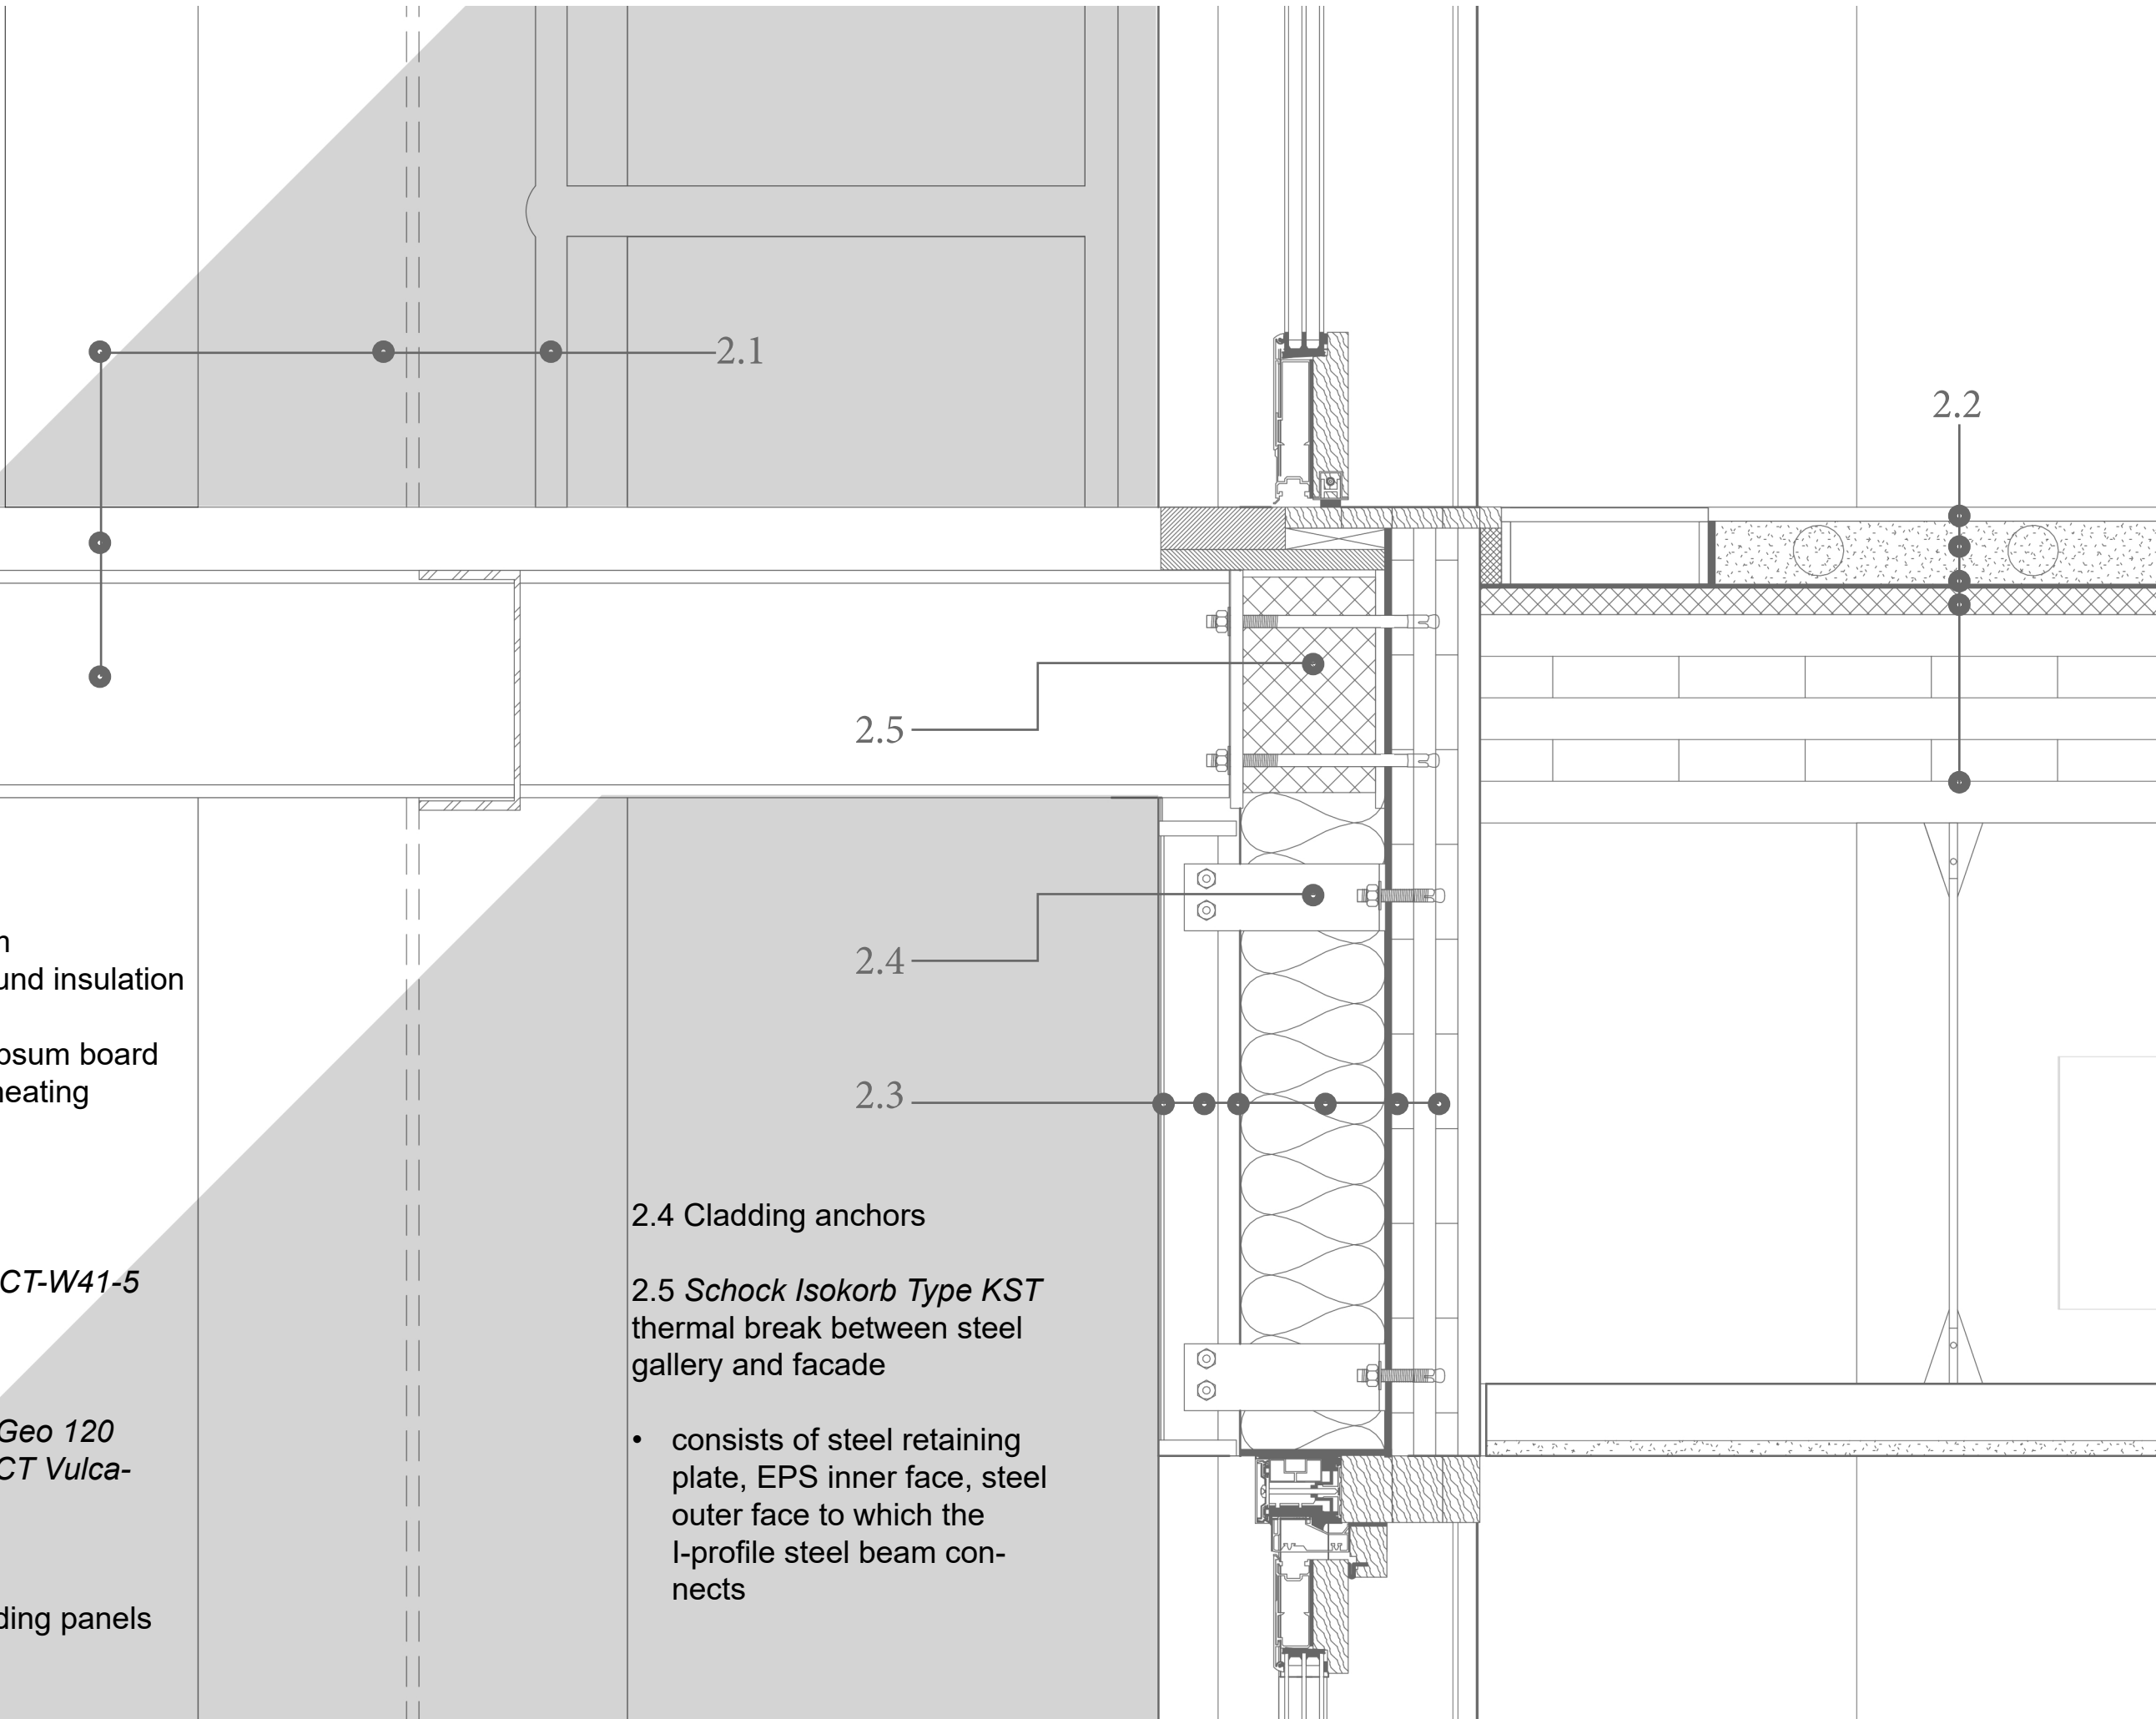 2.1
2.2
2.5
2.4
2.3
und insulation
board
heating
CT-W41-5
Geo 120
CT Vulca-
panels
2.4 Cladding anchors
2.5 Schock Isokorb Type KST
thermal break between steel
gallery and facade
• consists of steel retaining
plate, EPS inner face, steel
outer face to which the
I-profile steel beam con-
nects